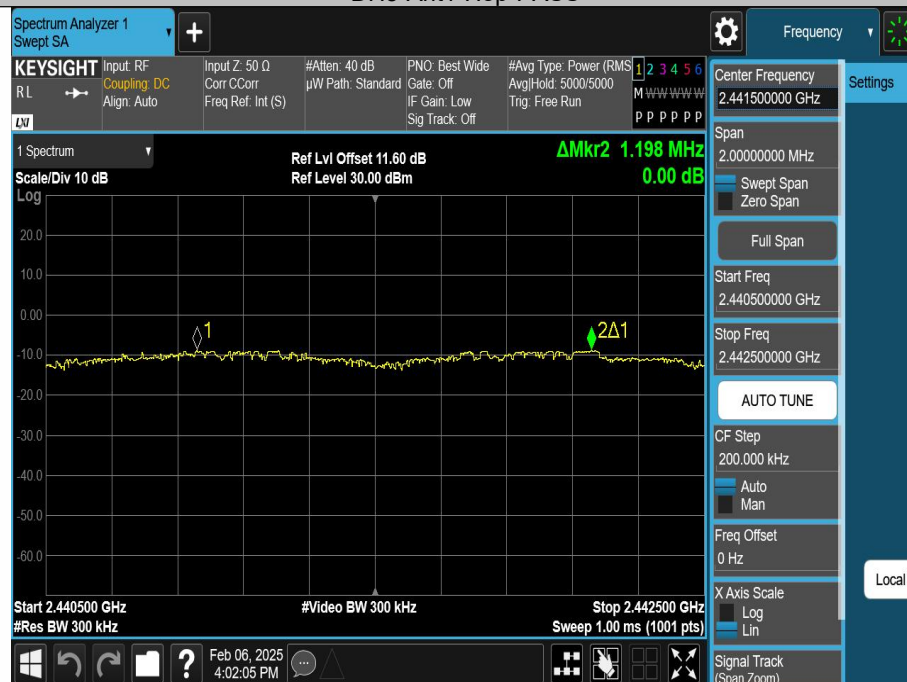 Spectrum Analyzer 1
Swept SA
+
Frequency
KEYSIGHT
RL
LXI
Input: RF
Coupling: DC
Align: Auto
Input Z: 50 Ω
Corr CCorr
Freq Ref: Int (S)
#Atten: 40 dB
µW Path: Standard
PNO: Best Wide
Gate: Off
IF Gain: Low
Sig Track: Off
#Avg Type: Power (RMS
Avg|Hold: 5000/5000
Trig: Free Run
1 2 3 4 5 6
M W W W W W
P P P P P P
1 Spectrum
Scale/Div 10 dB
Log
Ref Lvl Offset 11.60 dB
Ref Level 30.00 dBm
ΔMkr2 1.198 MHz
0.00 dB
20.0
10.0
0.00
-10.0
-20.0
-30.0
-40.0
-50.0
-60.0
1
2Δ1
Start 2.440500 GHz
#Res BW 300 kHz
#Video BW 300 kHz
Stop 2.442500 GHz
Sweep 1.00 ms (1001 pts)
Center Frequency
2.441500000 GHz
Settings
Span
2.00000000 MHz
Swept Span
Zero Span
Full Span
Start Freq
2.440500000 GHz
Stop Freq
2.442500000 GHz
AUTO TUNE
CF Step
200.000 kHz
Auto
Man
Freq Offset
0 Hz
Local
X Axis Scale
Log
Lin
Signal Track
(Span Zoom)
?
Feb 06, 2025
4:02:05 PM